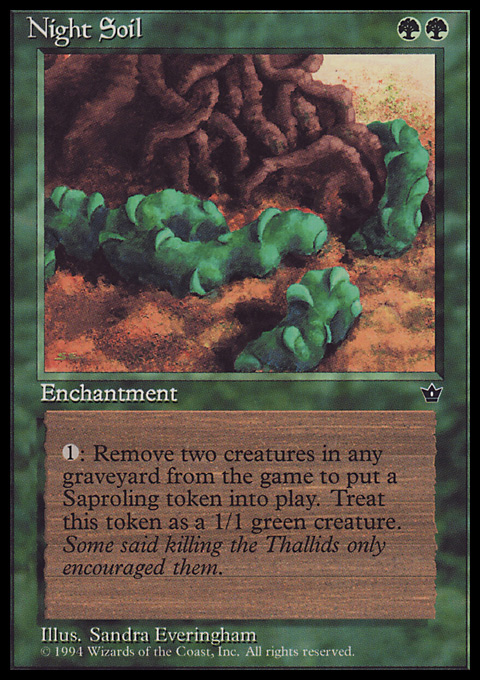 Night Soil
Enchantment
1: Remove two creatures in any
graveyard from the game to put a
Saproling token into play. Treat
this token as a 1/1 green creature.
Some said killing the Thallids only
encouraged them.
Illus. Sandra Everingham
© 1994 Wizards of the Coast, Inc. All rights reserved.